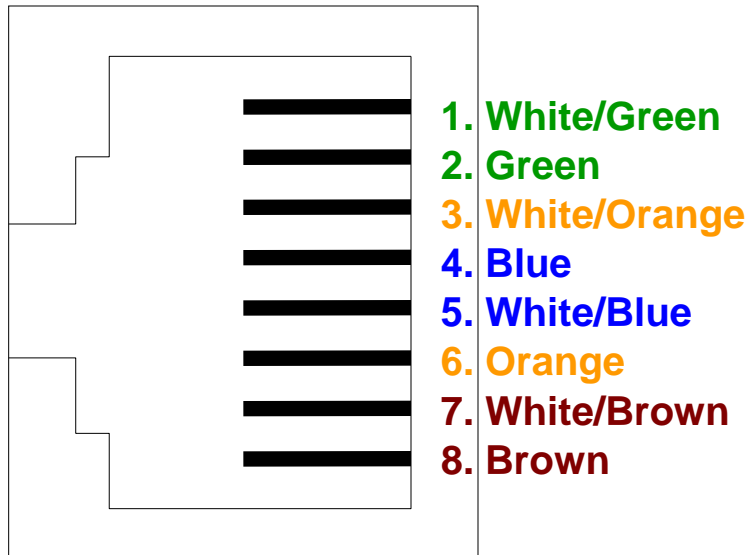 1. White/Green
2. Green
3. White/Orange
4. Blue
5. White/Blue
6. Orange
7. White/Brown
8. Brown